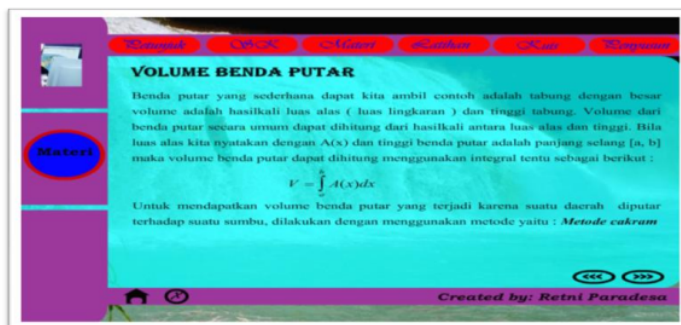 Petunjuk SK Materi Latihan Kuis Penyusun
VOLUME BENDA PUTAR
Benda putar yang sederhana dapat kita ambil contoh adalah tabung dengan besar
volume adalah hasilkali luas alas ( luas lingkaran ) dan tinggi tabung. Volume dari
benda putar secara umum dapat dihitung dari hasilkali antara luas alas dan tinggi. Bila
luas alas kita nyatakan dengan A(x) dan tinggi benda putar adalah panjang selang [a, b]
maka volume benda putar dapat dihitung menggunakan integral tentu sebagai berikut :
V = ∫ₐᵇ A(x)dx
Untuk mendapatkan volume benda putar yang terjadi karena suatu daerah diputar
terhadap suatu sumbu, dilakukan dengan menggunakan metode yaitu : Metode cakram
Materi
<<< >>>
Created by: Retni Paradesa